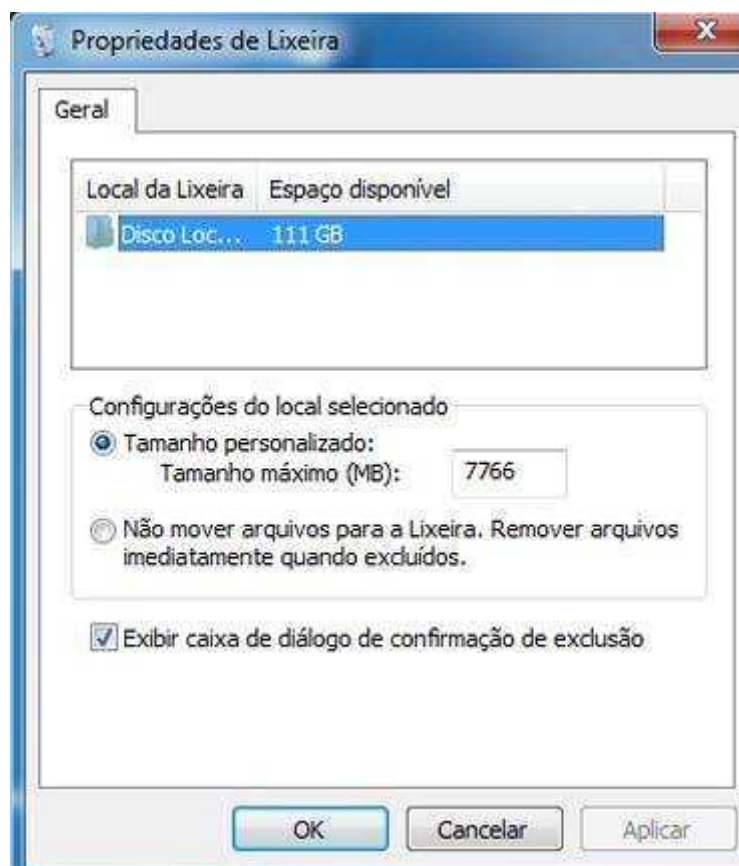 Propriedades de Lixeira
Geral
Local da Lixeira Espaço disponível
Disco Loc... 111 GB
Configurações do local selecionado
Tamanho personalizado:
Tamanho máximo (MB): 7766
Não mover arquivos para a Lixeira. Remover arquivos
imediatamente quando excluídos.
Exibir caixa de diálogo de confirmação de exclusão
OK Cancelar Aplicar